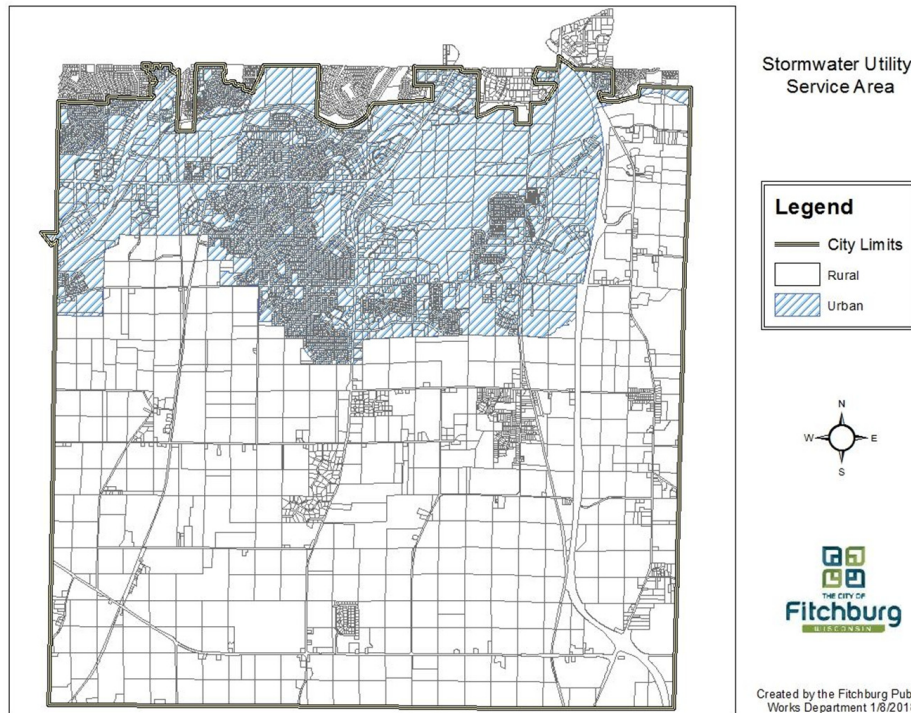 Stormwater Utility
Service Area
Legend
City Limits
Rural
Urban
N
W E
S
THE CITY OF
Fitchburg
WISCONSIN
Created by the Fitchburg Pub
Works Department 1/8/2018